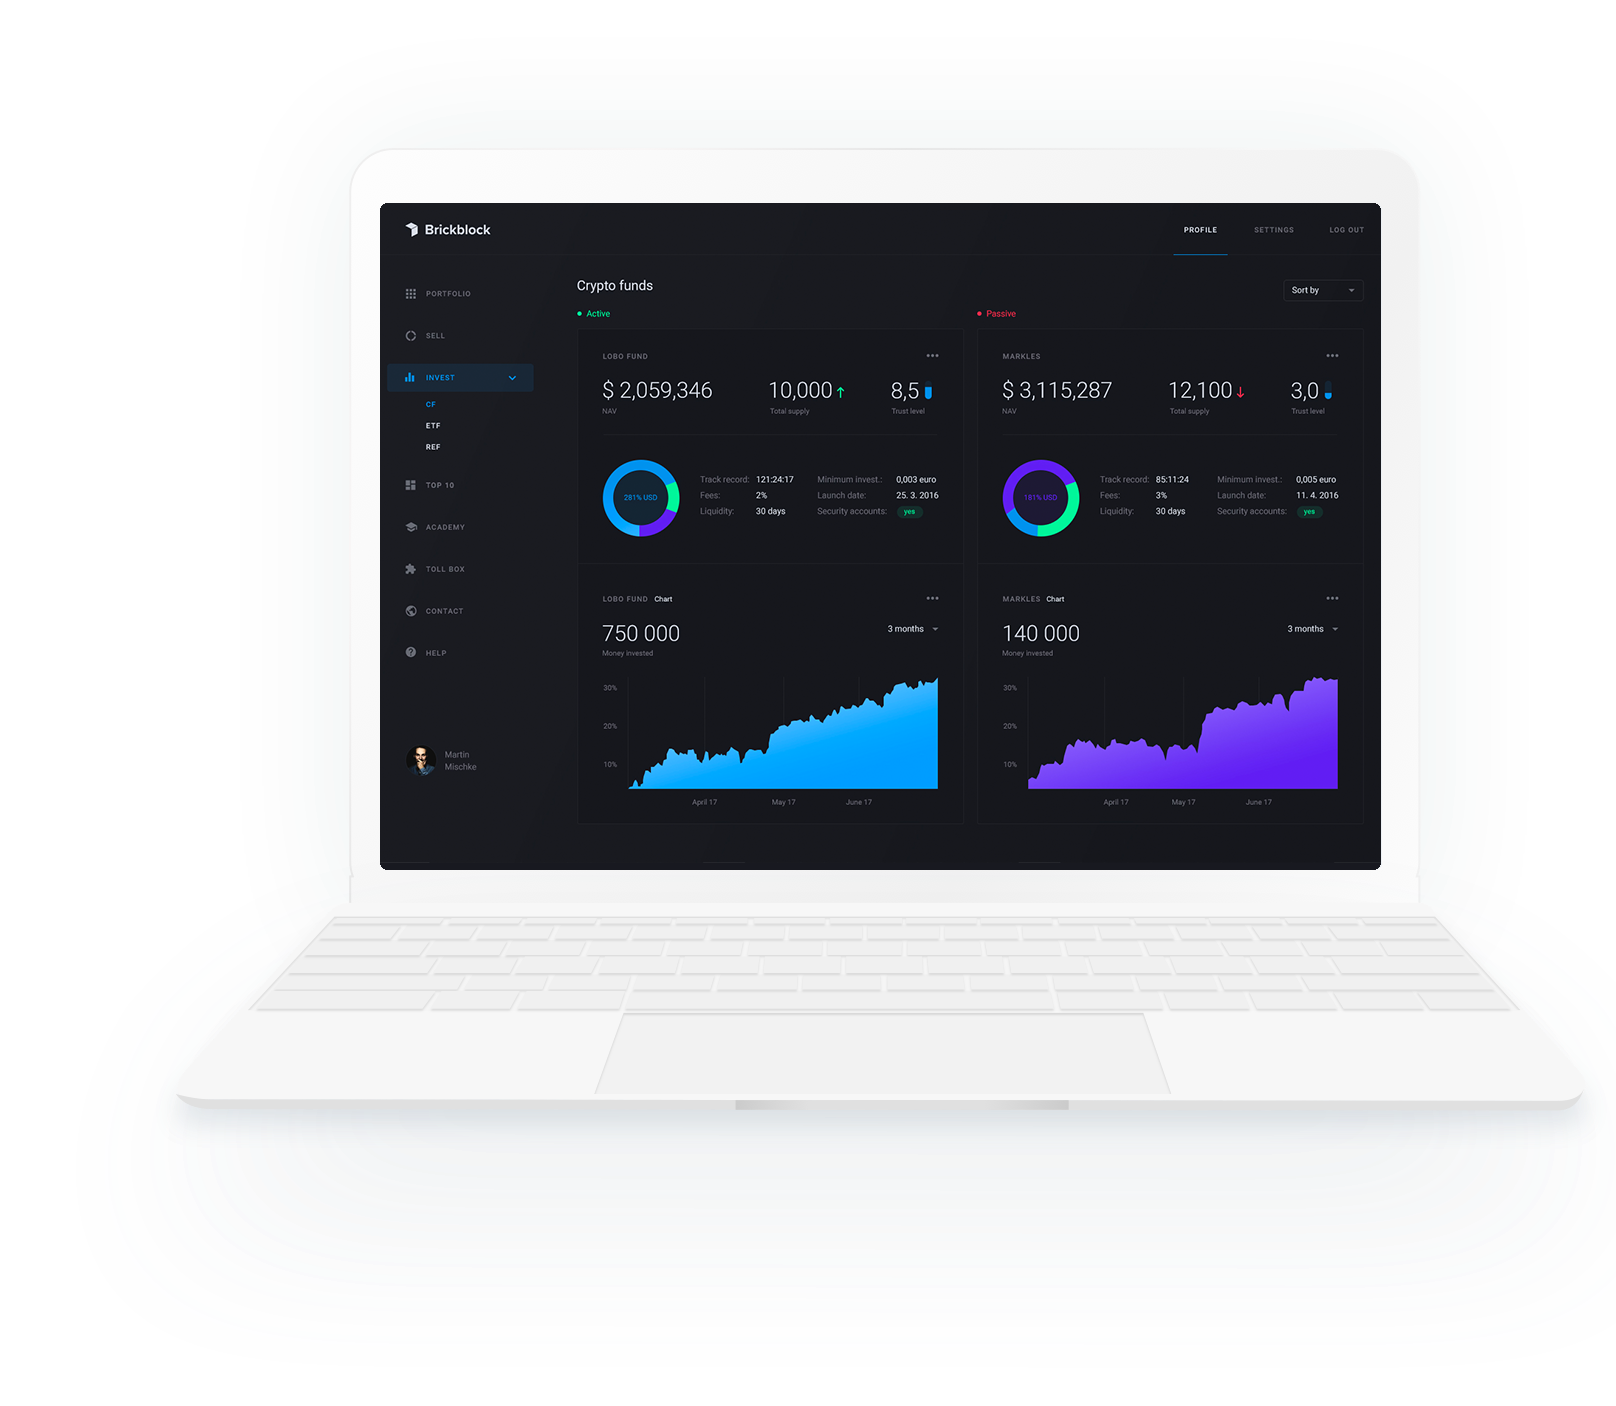 Brickblock
PROFILE SETTINGS LOG OUT
PORTFOLIO
SELL
INVEST
CF
ETF
REF
TOP 10
ACADEMY
TOLL BOX
CONTACT
HELP
Martin
Mischke
Crypto funds
Sort by
Active
LOBO FUND
$ 2,059,346 10,000 8,5
NAV Total supply Trust level
281% USD
Track record: 121:24:17 Minimum invest.: 0,003 euro
Fees: 2% Launch date: 25. 3. 2016
Liquidity: 30 days Security accounts: yes
LOBO FUND Chart
750 000 3 months
Money invested
30%
20%
10%
April 17 May 17 June 17
Passive
MARKLES
$ 3,115,287 12,100 3,0
NAV Total supply Trust level
181% USD
Track record: 85:11:24 Minimum invest.: 0,005 euro
Fees: 3% Launch date: 11. 4. 2016
Liquidity: 30 days Security accounts: yes
MARKLES Chart
140 000 3 months
Money invested
30%
20%
10%
April 17 May 17 June 17